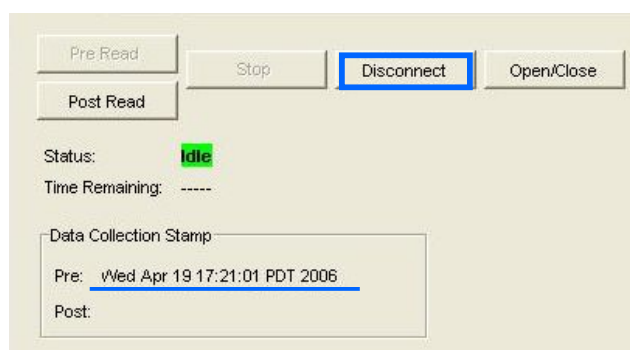 Pre Read
Stop
Disconnect
Open/Close
Post Read
Status: Idle
Time Remaining: -----
Data Collection Stamp
Pre: Wed Apr 19 17:21:01 PDT 2006
Post: